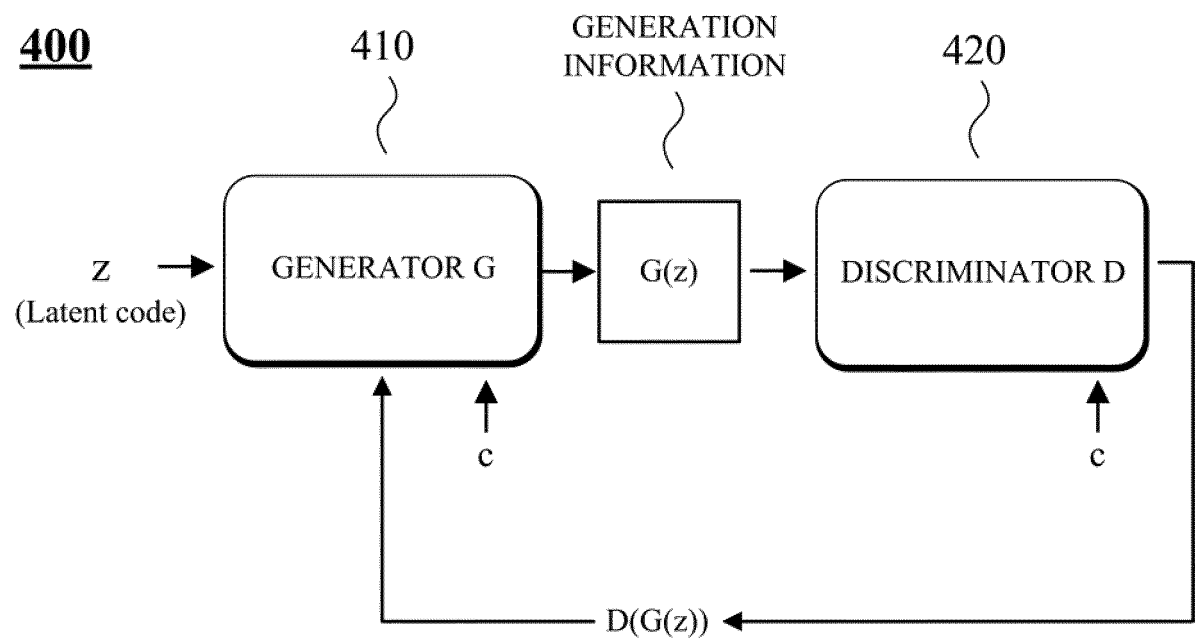 400
410
GENERATION
INFORMATION
420
z
(Latent code)
GENERATOR G
G(z)
DISCRIMINATOR D
c
c
D(G(z))